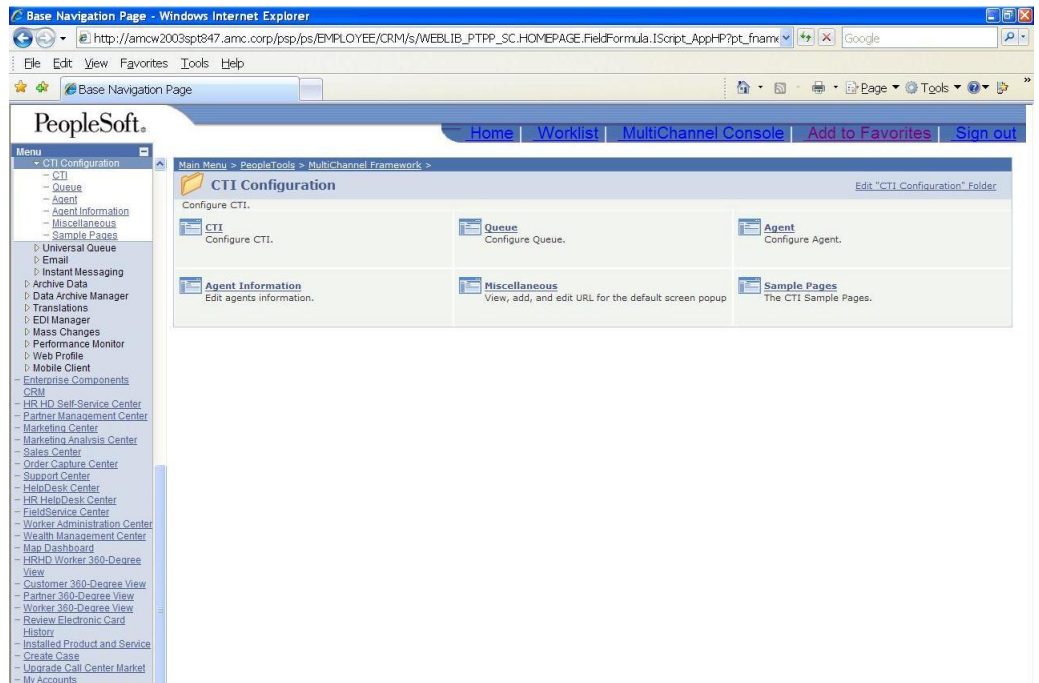 Base Navigation Page - Windows Internet Explorer
http://amcw2003spt847.amc.corp/psp/ps/EMPLOYEE/CRM/s/WEBLIB_PTPP_SC.HOMEPAGE.FieldFormula.IScript_AppHP?pt_fname
Google
File Edit View Favorites Tools Help
Base Navigation Page
Page Tools
PeopleSoft.
Home | Worklist | MultiChannel Console | Add to Favorites | Sign out
Menu
CTI Configuration
– CTI
– Queue
– Agent
– Agent Information
– Miscellaneous
– Sample Pages
Universal Queue
Email
Instant Messaging
Archive Data
Data Archive Manager
Translations
EDI Manager
Mass Changes
Performance Monitor
Web Profile
Mobile Client
– Enterprise Components
CRM
– HR HD Self-Service Center
– Partner Management Center
– Marketing Center
– Marketing Analysis Center
– Sales Center
– Order Capture Center
– Support Center
– HelpDesk Center
– HR HelpDesk Center
– FieldService Center
– Worker Administration Center
– Wealth Management Center
– Map Dashboard
– HRHD Worker 360-Degree
View
– Customer 360-Degree View
– Partner 360-Degree View
– Worker 360-Degree View
– Review Electronic Card
History
– Installed Product and Service
– Create Case
– Upgrade Call Center Market
– My Accounts
Main Menu > PeopleTools > MultiChannel Framework >
CTI Configuration
Edit "CTI Configuration" Folder
Configure CTI.
CTI
Configure CTI.
Queue
Configure Queue.
Agent
Configure Agent.
Agent Information
Edit agents information.
Miscellaneous
View, add, and edit URL for the default screen popup
Sample Pages
The CTI Sample Pages.